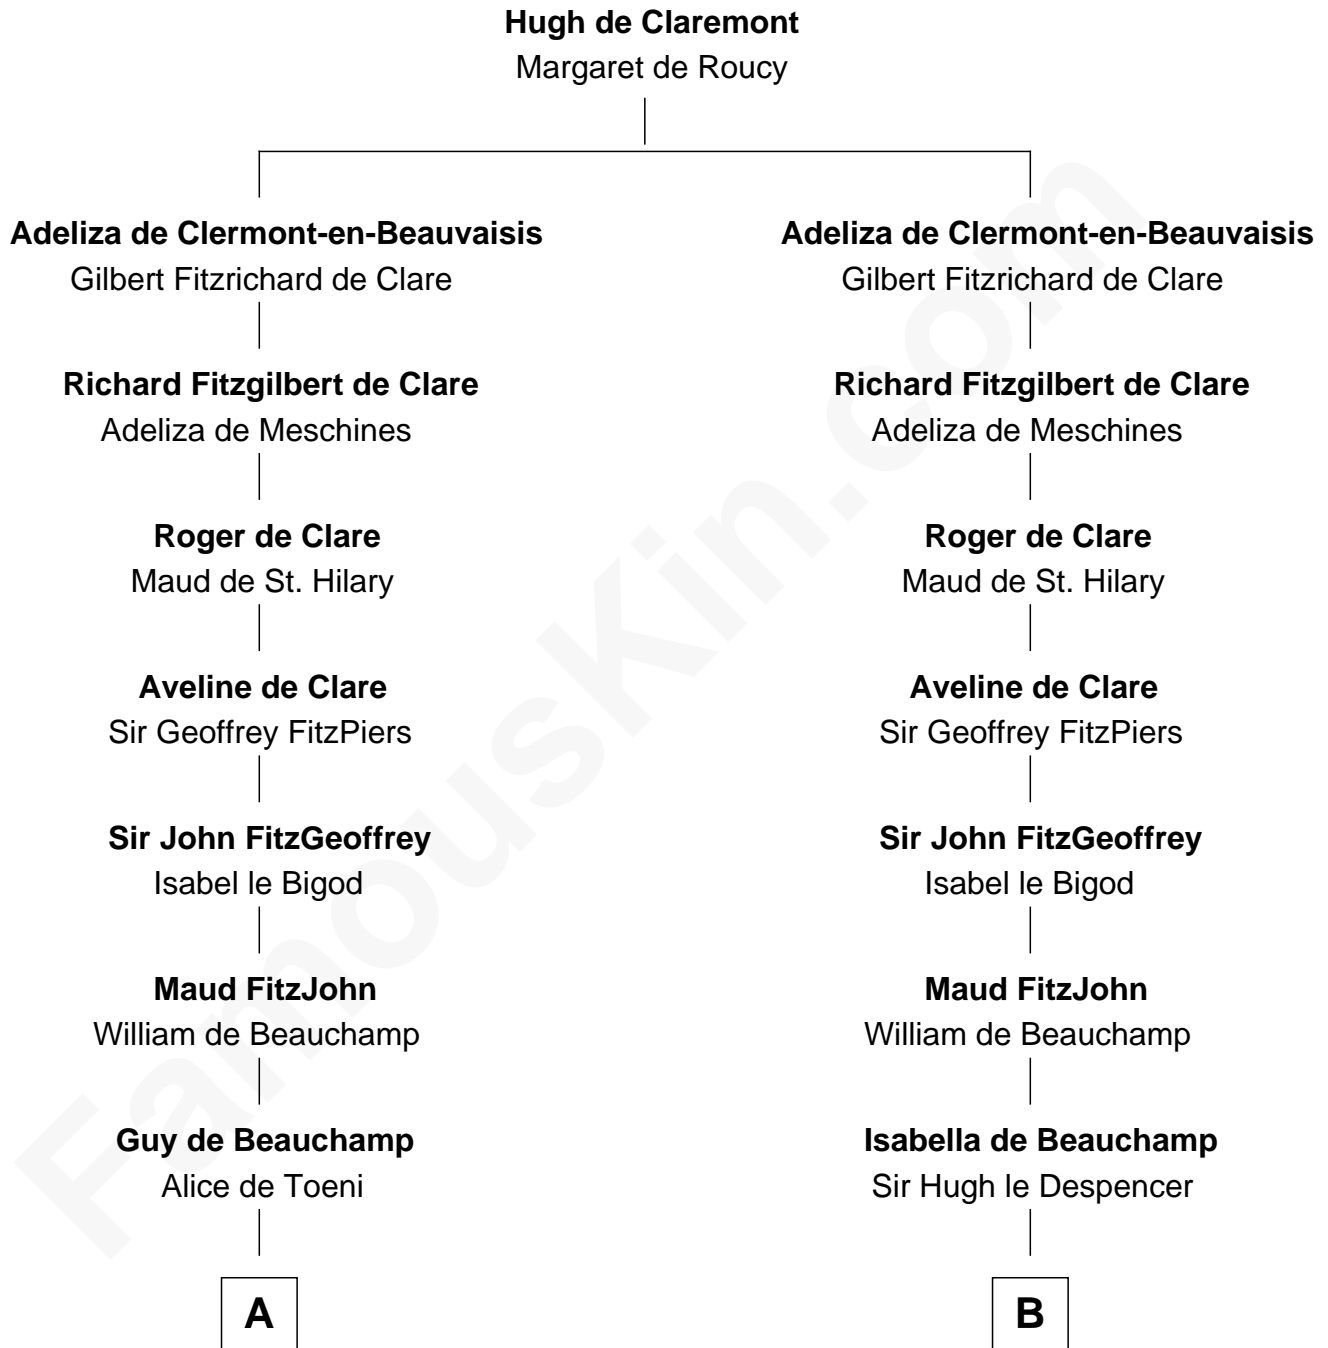 Hugh de Claremont
Margaret de Roucy
Adeliza de Clermont-en-Beauvaisis
Gilbert Fitzrichard de Clare
Richard Fitzgilbert de Clare
Adeliza de Meschines
Roger de Clare
Maud de St. Hilary
Aveline de Clare
Sir Geoffrey FitzPiers
Sir John FitzGeoffrey
Isabel le Bigod
Maud FitzJohn
William de Beauchamp
Guy de Beauchamp
Alice de Toeni
A
Adeliza de Clermont-en-Beauvaisis
Gilbert Fitzrichard de Clare
Richard Fitzgilbert de Clare
Adeliza de Meschines
Roger de Clare
Maud de St. Hilary
Aveline de Clare
Sir Geoffrey FitzPiers
Sir John FitzGeoffrey
Isabel le Bigod
Maud FitzJohn
William de Beauchamp
Isabella de Beauchamp
Sir Hugh le Despencer
B
FamousKin.com